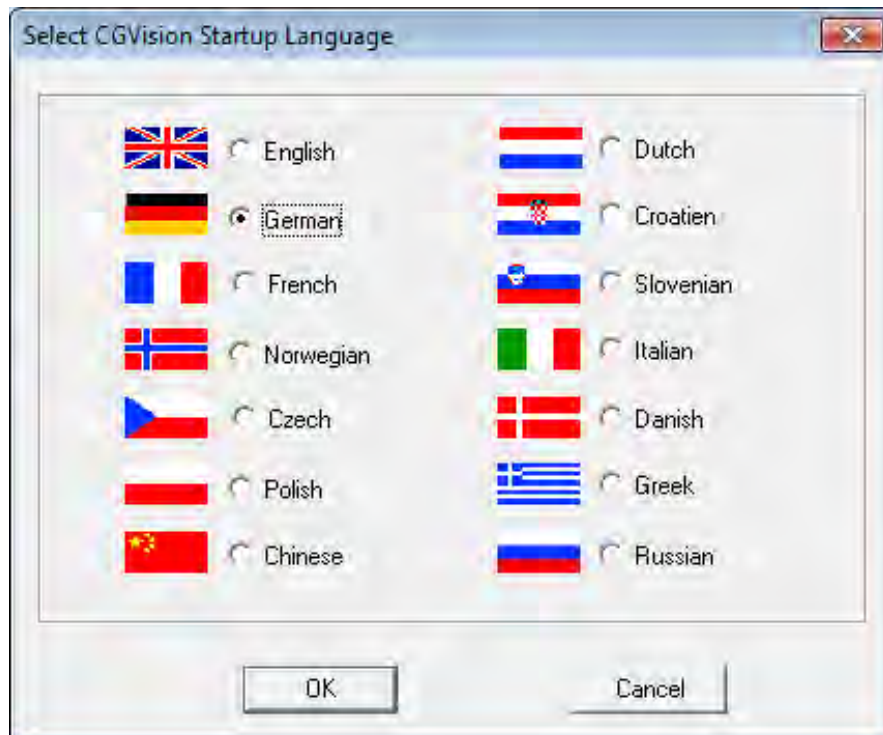 Select CGVision Startup Language
English
Dutch
German
Croatien
French
Slovenian
Norwegian
Italian
Czech
Danish
Polish
Greek
Chinese
Russian
OK
Cancel